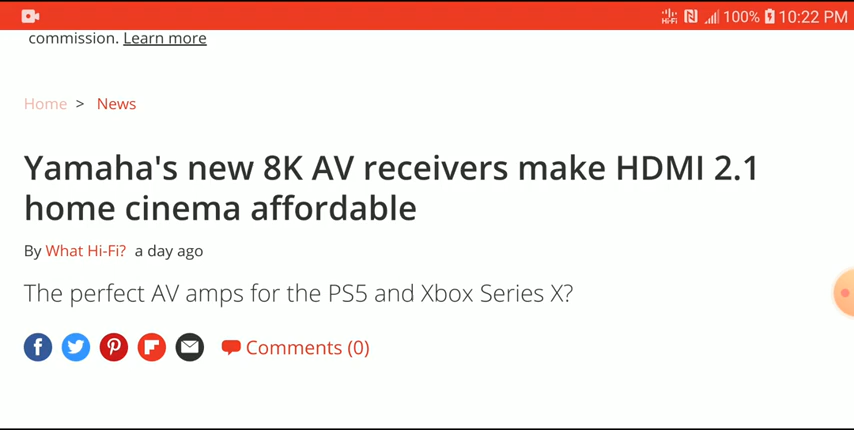 100% 10:22 PM
commission. Learn more
Home > News
Yamaha's new 8K AV receivers make HDMI 2.1
home cinema affordable
By What Hi-Fi? a day ago
The perfect AV amps for the PS5 and Xbox Series X?
Comments (0)